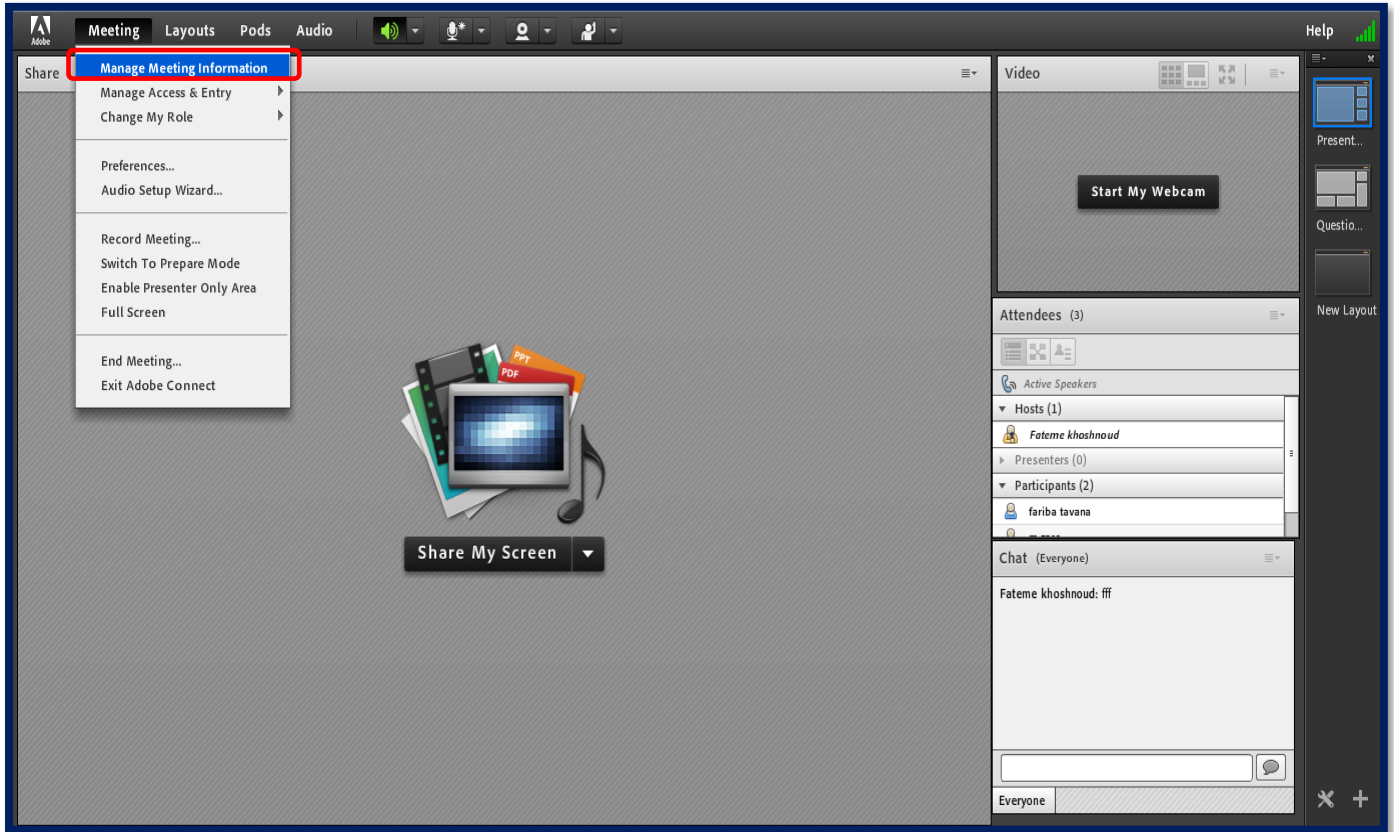 Adobe
Meeting Layouts Pods Audio Help
Share
Manage Meeting Information
Manage Access & Entry
Change My Role
Preferences...
Audio Setup Wizard...
Record Meeting...
Switch To Prepare Mode
Enable Presenter Only Area
Full Screen
End Meeting...
Exit Adobe Connect
PPT
PDF
Share My Screen
Video
Start My Webcam
Attendees (3)
Active Speakers
Hosts (1)
Fateme khoshnoud
Presenters (0)
Participants (2)
fariba tavana
Chat (Everyone)
Fateme khoshnoud: fff
Everyone
Present...
Questio...
New Layout